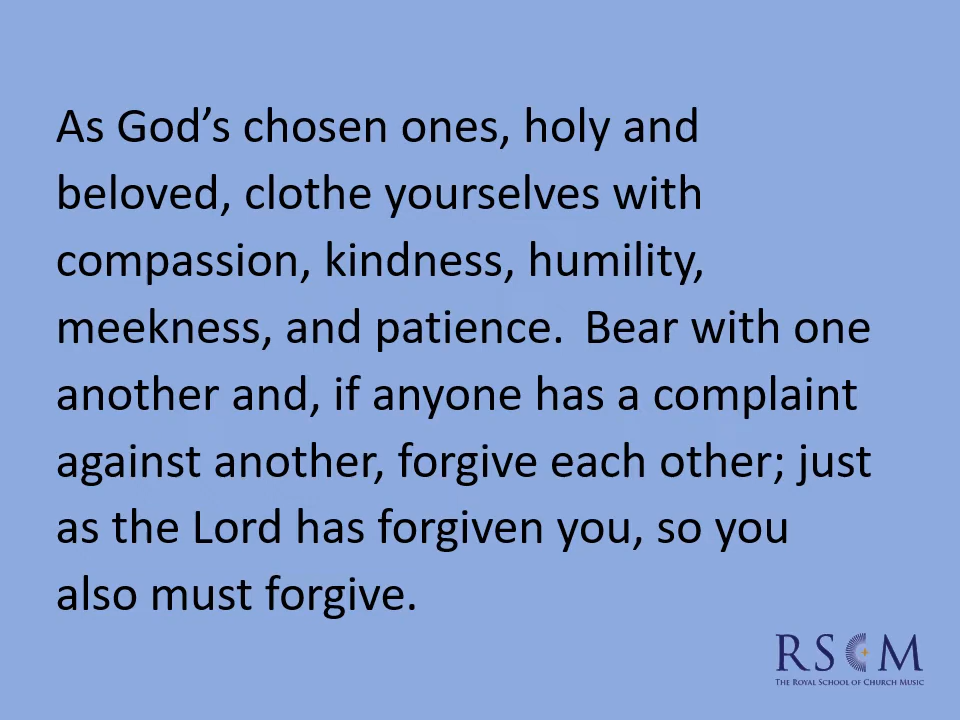 As God’s chosen ones, holy and
beloved, clothe yourselves with
compassion, kindness, humility,
meekness, and patience.  Bear with one
another and, if anyone has a complaint
against another, forgive each other; just
as the Lord has forgiven you, so you
also must forgive.
RSCM
The Royal School of Church Music